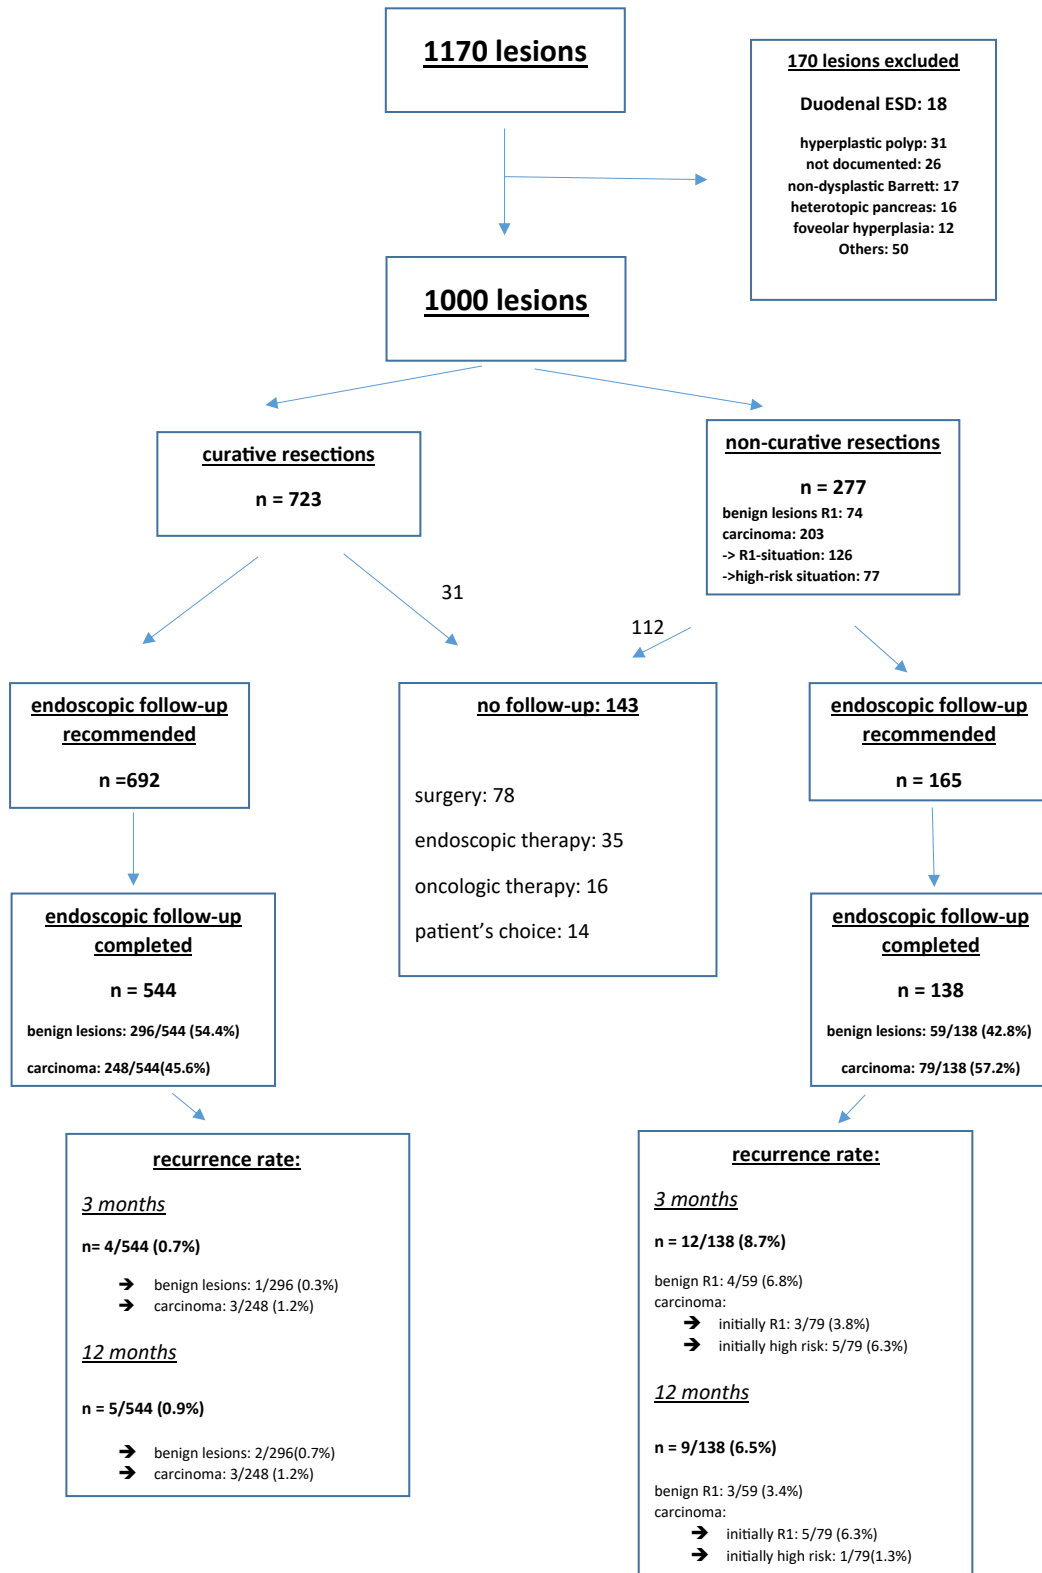 1170 lesions
170 lesions excluded
Duodenal ESD: 18
hyperplastic polyp: 31
not documented: 26
non-dysplastic Barrett: 17
heterotopic pancreas: 16
foveolar hyperplasia: 12
Others: 50
1000 lesions
curative resections
n = 723
non-curative resections
n = 277
benign lesions R1: 74
carcinoma: 203
-> R1-situation: 126
->high-risk situation: 77
31
112
endoscopic follow-up
recommended
n =692
no follow-up: 143
surgery: 78
endoscopic therapy: 35
oncologic therapy: 16
patient's choice: 14
endoscopic follow-up
recommended
n = 165
endoscopic follow-up
completed
n = 544
benign lesions: 296/544 (54.4%)
carcinoma: 248/544(45.6%)
endoscopic follow-up
completed
n = 138
benign lesions: 59/138 (42.8%)
carcinoma: 79/138 (57.2%)
recurrence rate:
3 months
n= 4/544 (0.7%)
➔ benign lesions: 1/296 (0.3%)
➔ carcinoma: 3/248 (1.2%)
12 months
n = 5/544 (0.9%)
➔ benign lesions: 2/296(0.7%)
➔ carcinoma: 3/248 (1.2%)
recurrence rate:
3 months
n = 12/138 (8.7%)
benign R1: 4/59 (6.8%)
carcinoma:
➔ initially R1: 3/79 (3.8%)
➔ initially high risk: 5/79 (6.3%)
12 months
n = 9/138 (6.5%)
benign R1: 3/59 (3.4%)
carcinoma:
➔ initially R1: 5/79 (6.3%)
➔ initially high risk: 1/79(1.3%)